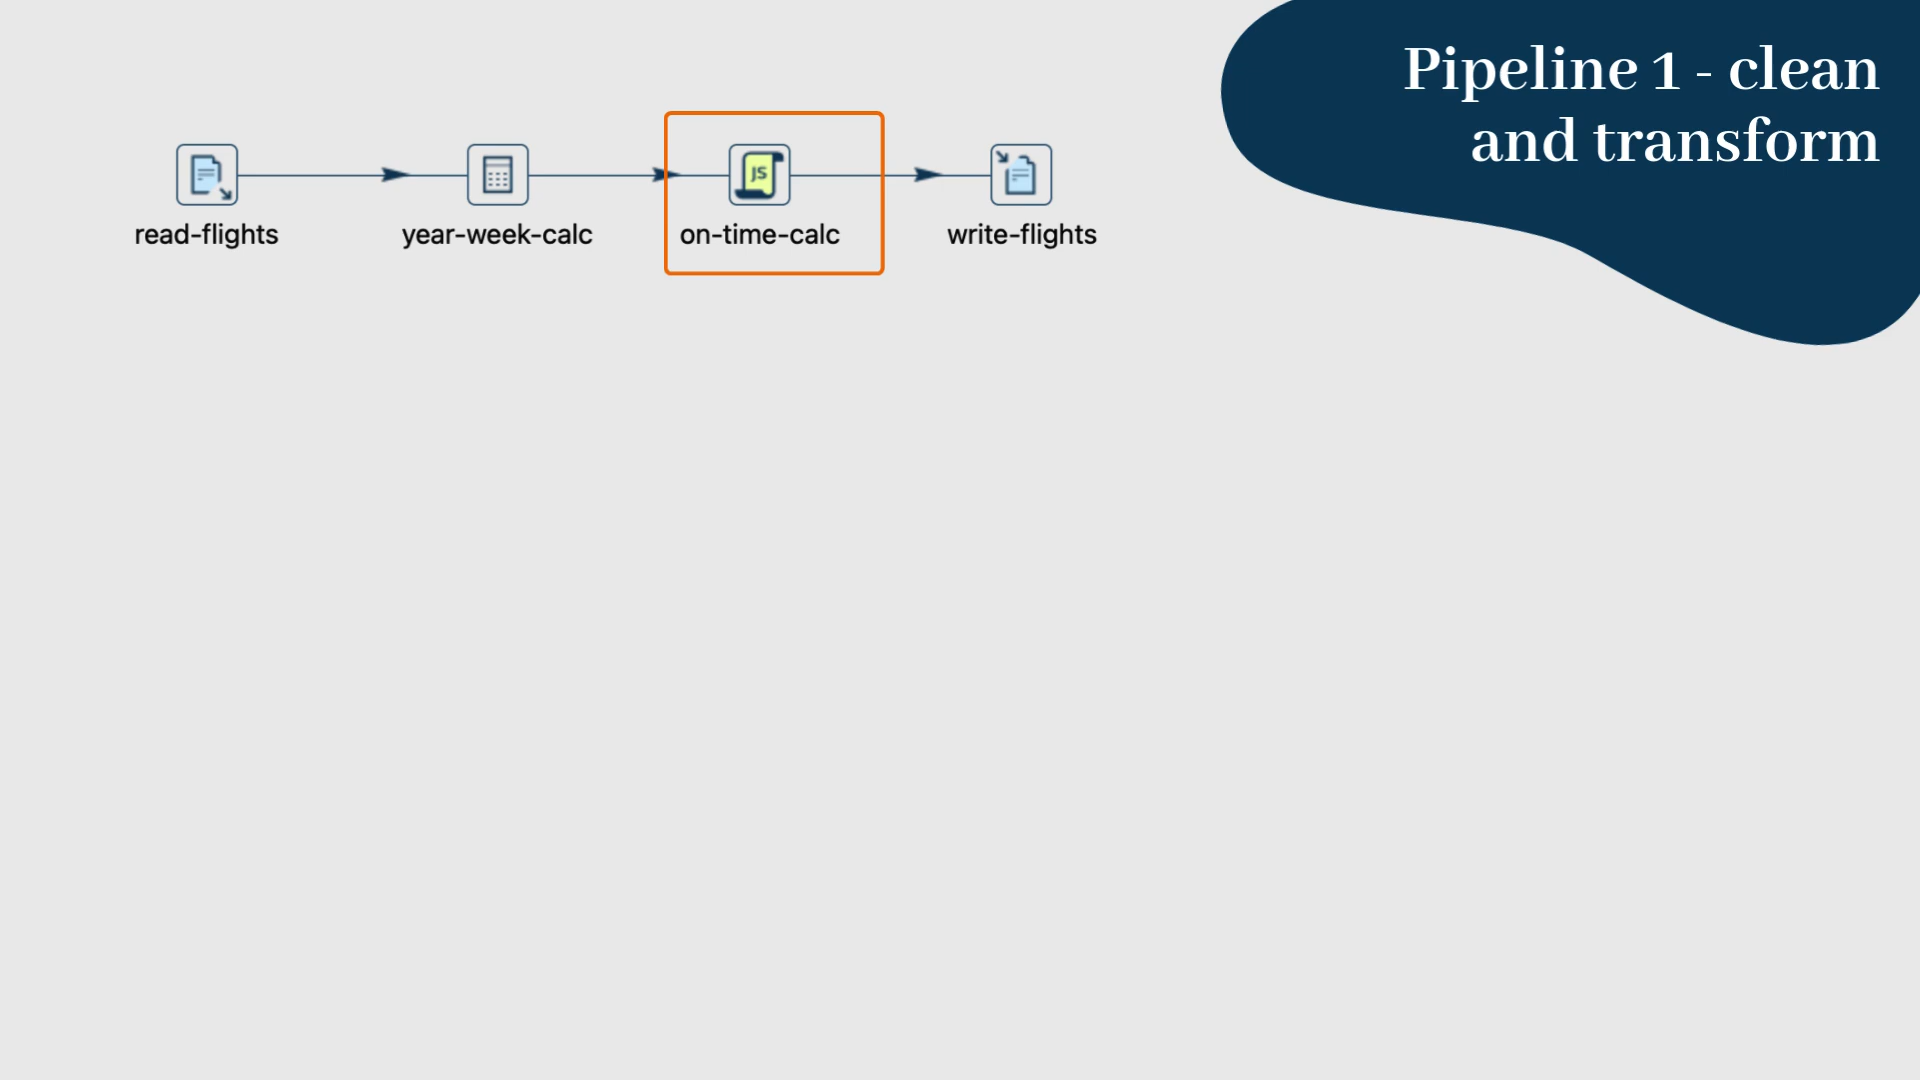 Pipeline 1 - clean
and transform
JS
read-flights
year-week-calc
on-time-calc
write-flights